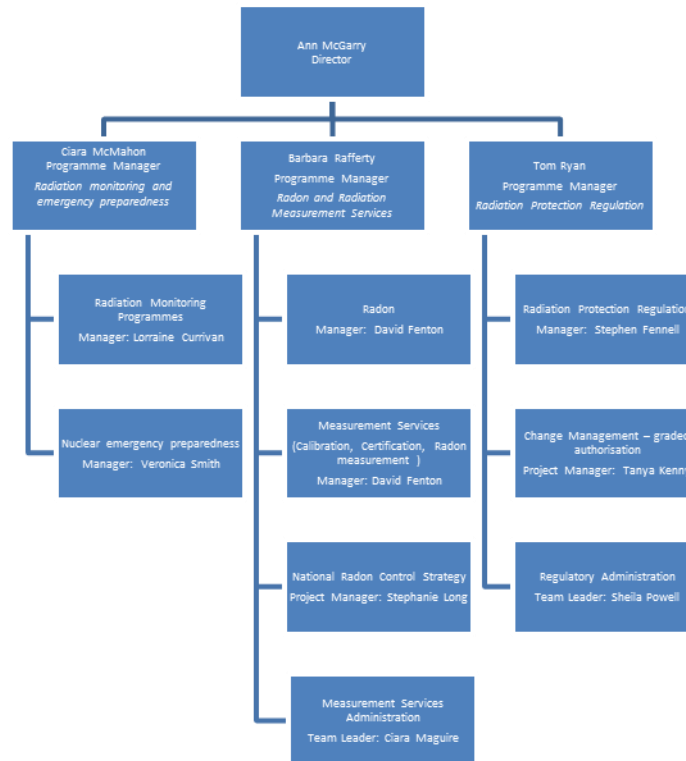 Ann McGarry
Director
Ciara McMahon
Programme Manager
Radiation monitoring and
emergency preparedness
Barbara Rafferty
Programme Manager
Radon and Radiation
Measurement Services
Tom Ryan
Programme Manager
Radiation Protection Regulation
Radiation Monitoring
Programmes
Manager: Lorraine Currivan
Nuclear emergency preparedness
Manager: Veronica Smith
Radon
Manager: David Fenton
Measurement Services
(Calibration, Certification, Radon
measurement )
Manager: David Fenton
National Radon Control Strategy
Project Manager: Stephanie Long
Measurement Services
Administration
Team Leader: Ciara Maguire
Radiation Protection Regulation
Manager: Stephen Fennell
Change Management – graded
authorisation
Project Manager: Tanya Kenny
Regulatory Administration
Team Leader: Sheila Powell